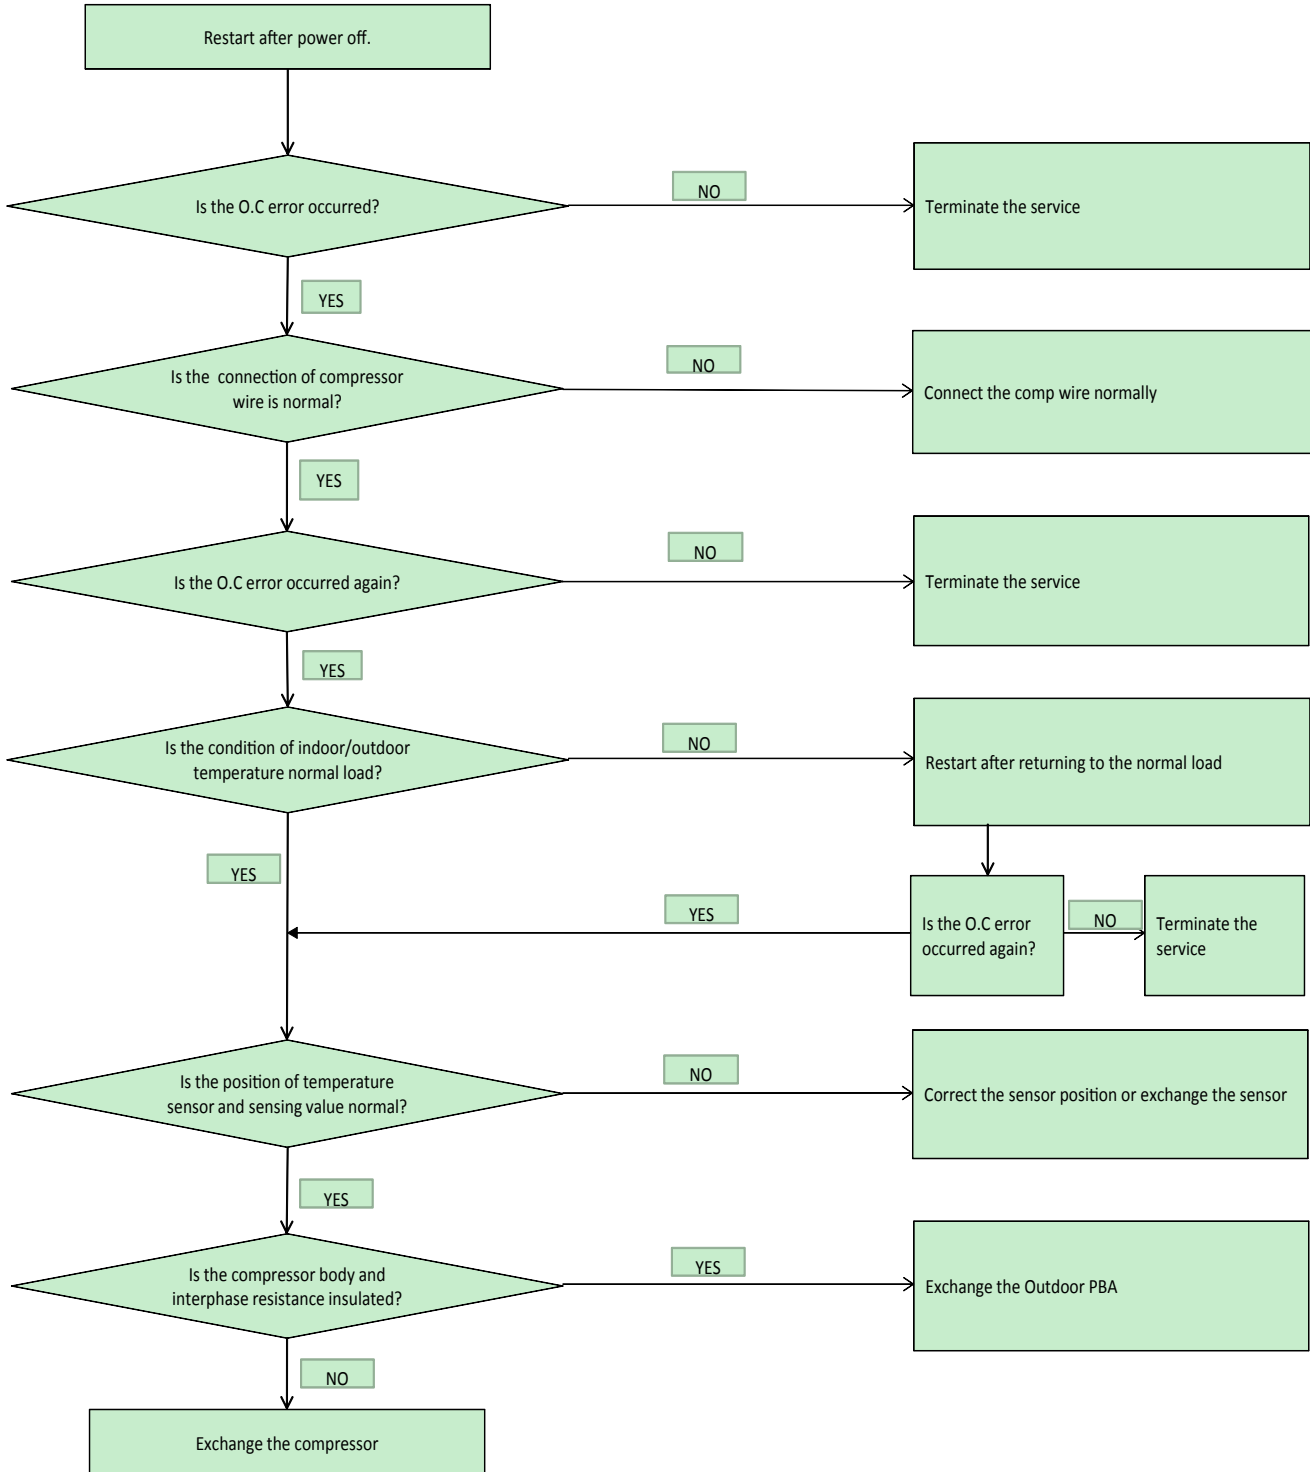 Restart after power off.
Is the O.C error occurred?
NO
Terminate the service
YES
Is the  connection of compressor
wire is normal?
NO
Connect the comp wire normally
YES
Is the O.C error occurred again?
NO
Terminate the service
YES
Is the condition of indoor/outdoor
temperature normal load?
NO
Restart after returning to the normal load
YES
YES
Is the O.C error
occurred again?
NO
Terminate the
service
Is the position of temperature
sensor and sensing value normal?
NO
Correct the sensor position or exchange the sensor
YES
Is the compressor body and
interphase resistance insulated?
YES
Exchange the Outdoor PBA
NO
Exchange the compressor